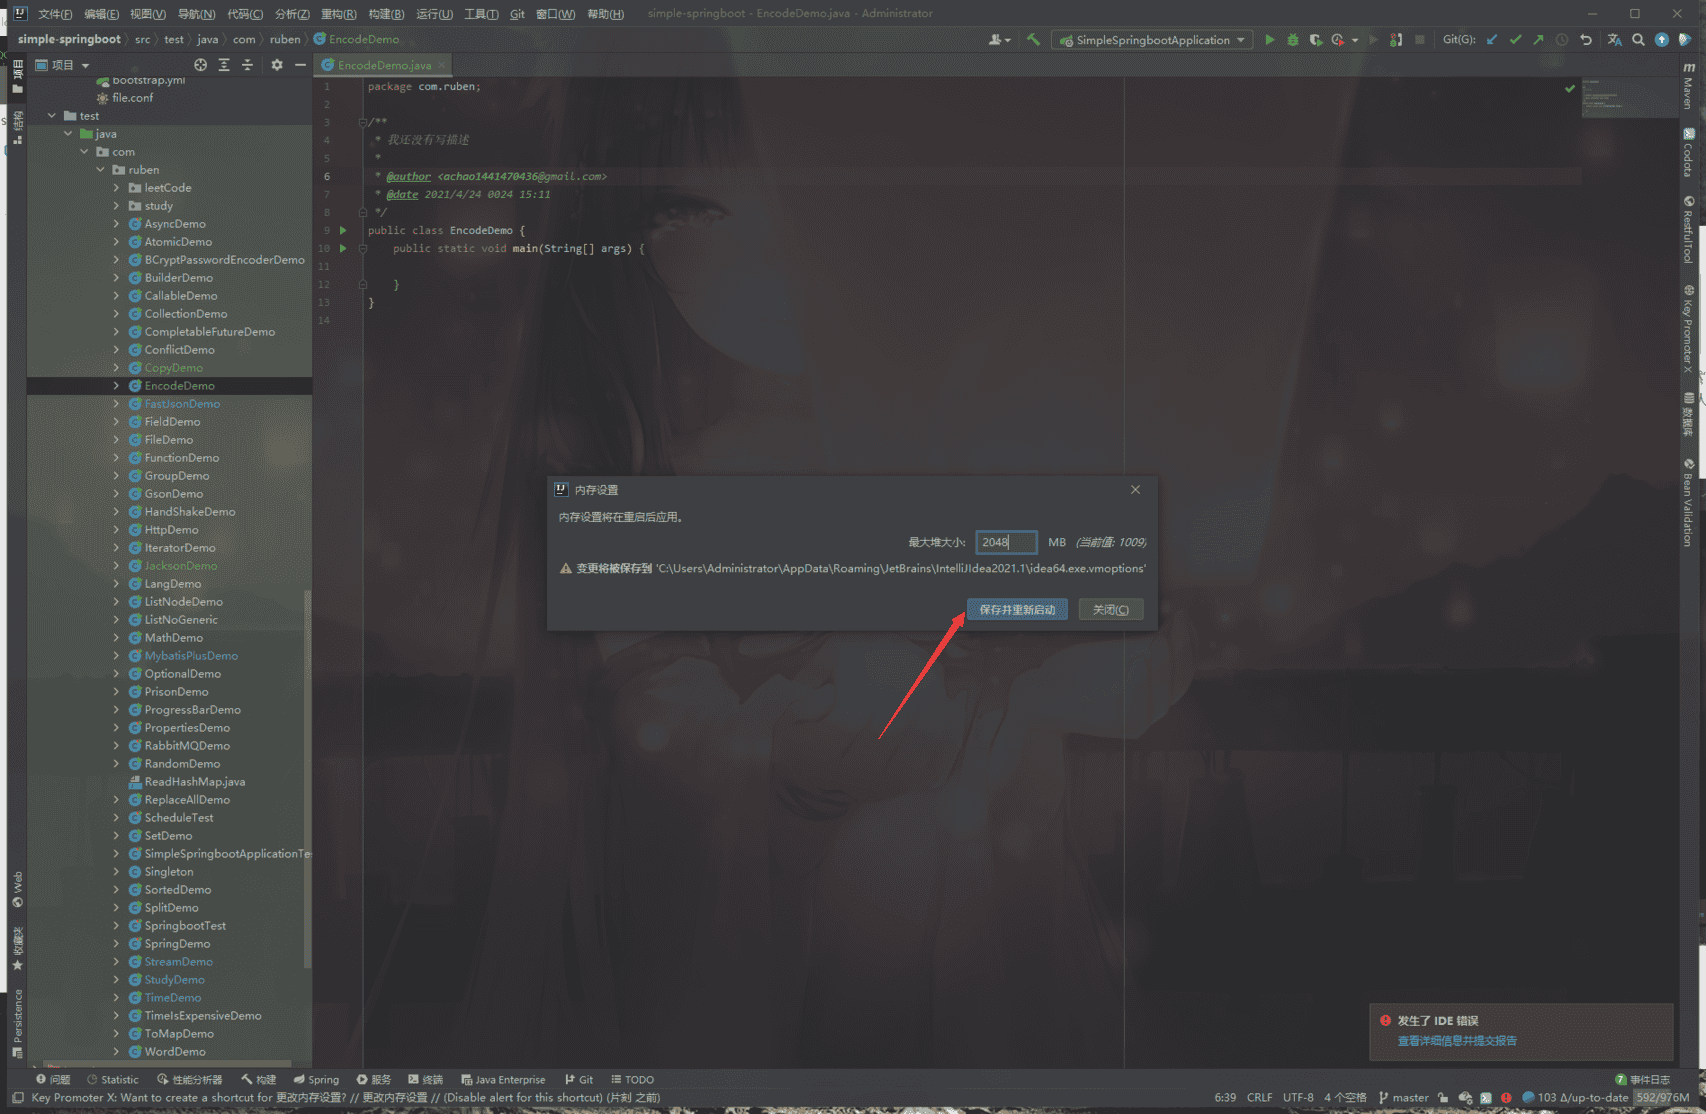 文件(F) 编辑(E) 视图(V) 导航(N) 代码(C) 分析(Z) 重构(R) 构建(B) 运行(U) 工具(T) Git 窗口(W) 帮助(H) simple-springboot - EncodeDemo.java - Administrator
simple-springboot src test java com ruben EncodeDemo
SimpleSpringbootApplication Git(G):
项目
EncodeDemo.java
bootstrap.yml
file.conf
test
java
com
ruben
leetCode
study
AsyncDemo
AtomicDemo
BCryptPasswordEncoderDemo
BuilderDemo
CallableDemo
CollectionDemo
CompletableFutureDemo
ConflictDemo
CopyDemo
EncodeDemo
FastJsonDemo
FieldDemo
FileDemo
FunctionDemo
GroupDemo
GsonDemo
HandShakeDemo
HttpDemo
IteratorDemo
JacksonDemo
LangDemo
ListNodeDemo
ListNoGeneric
MathDemo
MybatisPlusDemo
OptionalDemo
PrisonDemo
ProgressBarDemo
PropertiesDemo
RabbitMQDemo
RandomDemo
ReadHashMap.java
ReplaceAllDemo
ScheduleTest
SetDemo
SimpleSpringbootApplicationTe
Singleton
SortedDemo
SplitDemo
SpringbootTest
SpringDemo
StreamDemo
StudyDemo
TimeDemo
TimeIsExpensiveDemo
ToMapDemo
WordDemo
项目
结构
Web
收藏夹
Persistence
1 package com.ruben;
2
3 /**
4 * 我还没有写描述
5 *
6 * @author <achao1441470436@gmail.com>
7 * @date 2021/4/24 0024 15:11
8 */
9 public class EncodeDemo {
10 public static void main(String[] args) {
11
12 }
13 }
14
内存设置
内存设置将在重启后应用。
最大堆大小: 2048 MB (当前值: 1009)
变更将被保存到 'C:\Users\Administrator\AppData\Roaming\JetBrains\IntelliJIdea2021.1\idea64.exe.vmoptions'
保存并重新启动 关闭(C)
Maven
Codota
RestfulTool
Key Promoter X
数据库
Bean Validation
发生了 IDE 错误
查看详细信息并提交报告
问题 Statistic 性能分析器 构建 Spring 服务 终端 Java Enterprise Git TODO 7 事件日志
Key Promoter X: Want to create a shortcut for 更改内存设置? // 更改内存设置 // (Disable alert for this shortcut) (片刻 之前) 6:39 CRLF UTF-8 4 个空格 master 103 Δ/up-to-date 592/976M